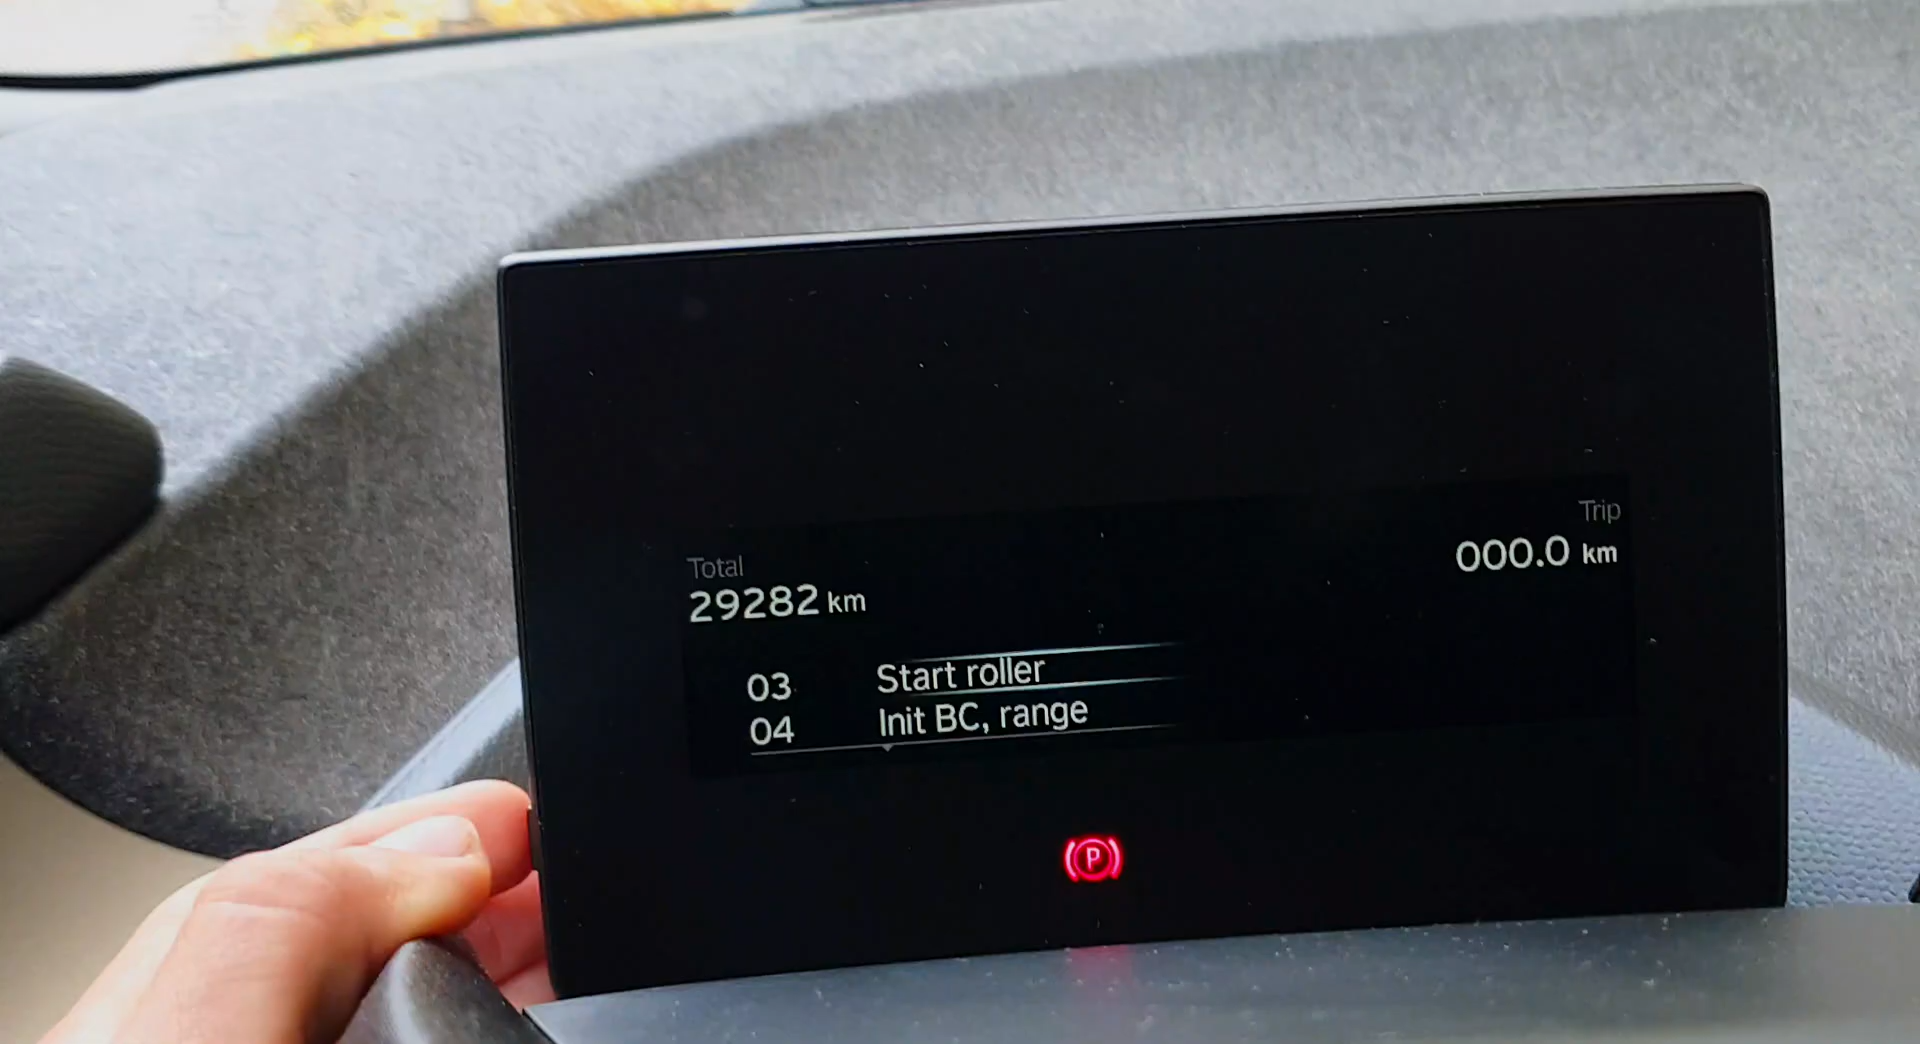 Trip
000.0 km
Total
29282 km
03 Start roller
04 Init BC, range
P